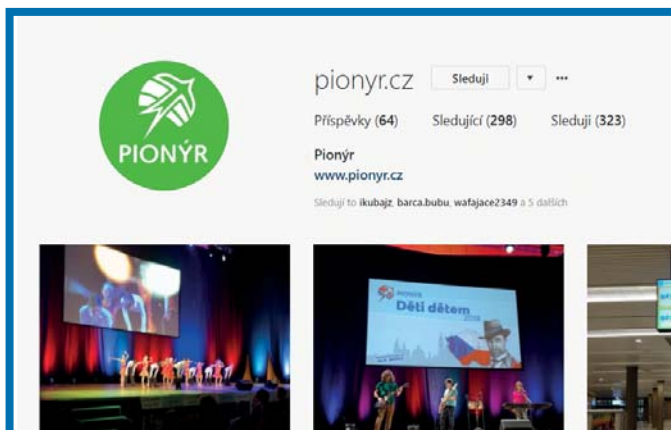 PIONÝR
pionyr.cz Sleduji
Příspěvky (64) Sledující (298) Sleduji (323)
Pionýr
www.pionyr.cz
Sledují to ikubajz, barca.bubu, wafajace2349 a 5 dalších
PIONÝR
Děti dětem
2018